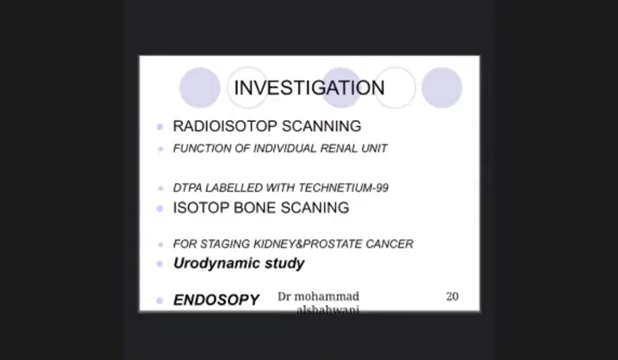 INVESTIGATION
RADIOISOTOP SCANNING
FUNCTION OF INDIVIDUAL RENAL UNIT
DTPA LABELLED WITH TECHNETIUM-99
ISOTOP BONE SCANING
FOR STAGING KIDNEY&PROSTATE CANCER
Urodynamic study
ENDOSOPY
Dr mohammad
alshahwani
20